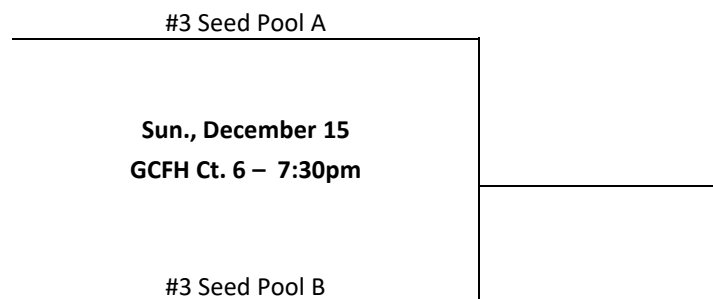 #3 Seed Pool A
Sun., December 15
GCFH Ct. 6 – 7:30pm
#3 Seed Pool B